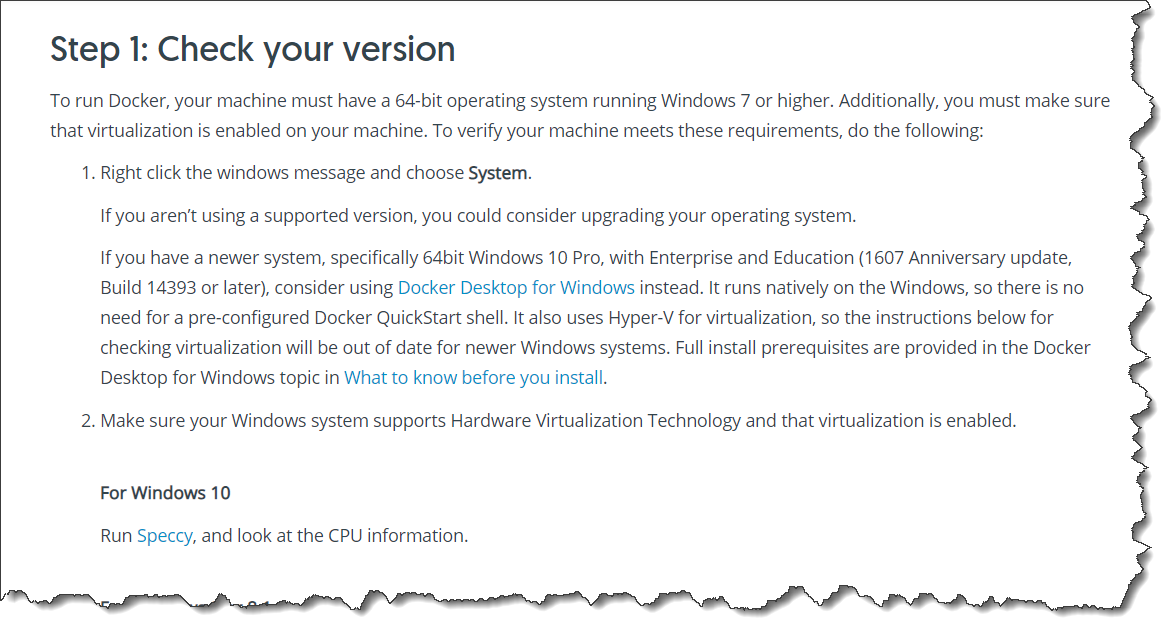 Step 1: Check your version
To run Docker, your machine must have a 64-bit operating system running Windows 7 or higher. Additionally, you must make sure
that virtualization is enabled on your machine. To verify your machine meets these requirements, do the following:
1. Right click the windows message and choose System.
If you aren’t using a supported version, you could consider upgrading your operating system.
If you have a newer system, specifically 64bit Windows 10 Pro, with Enterprise and Education (1607 Anniversary update,
Build 14393 or later), consider using Docker Desktop for Windows instead. It runs natively on the Windows, so there is no
need for a pre-configured Docker QuickStart shell. It also uses Hyper-V for virtualization, so the instructions below for
checking virtualization will be out of date for newer Windows systems. Full install prerequisites are provided in the Docker
Desktop for Windows topic in What to know before you install.
2. Make sure your Windows system supports Hardware Virtualization Technology and that virtualization is enabled.
For Windows 10
Run Speccy, and look at the CPU information.